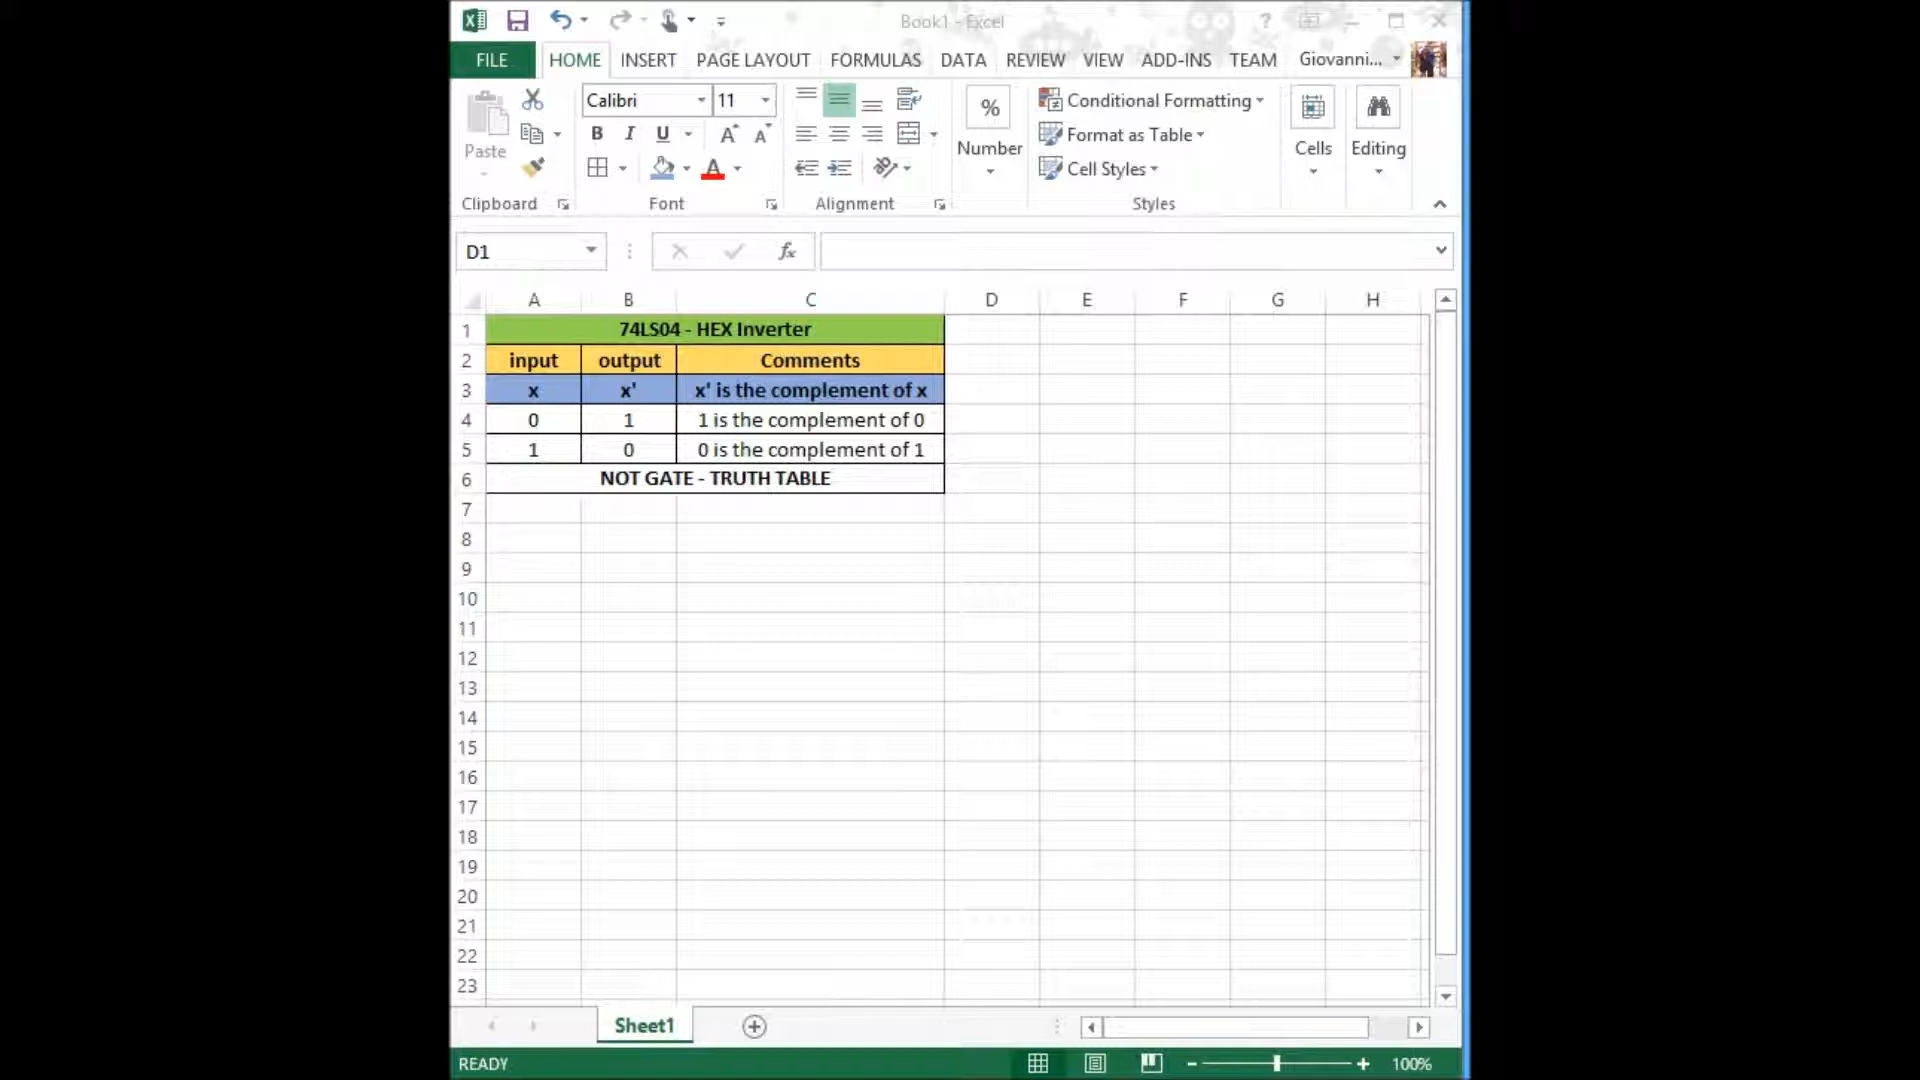 Book1 - Excel
?
FILE HOME INSERT PAGE LAYOUT FORMULAS DATA REVIEW VIEW ADD-INS TEAM Giovanni...
Paste
Calibri 11
B I U A A
A
%
Number
Conditional Formatting
Format as Table
Cell Styles
Cells
Editing
Clipboard Font Alignment Styles
D1 fx
A B C D E F G H
1 74LS04 - HEX Inverter
2 input output Comments
3 x x' x' is the complement of x
4 0 1 1 is the complement of 0
5 1 0 0 is the complement of 1
6 NOT GATE - TRUTH TABLE
7
8
9
10
11
12
13
14
15
16
17
18
19
20
21
22
23
Sheet1
READY 100%